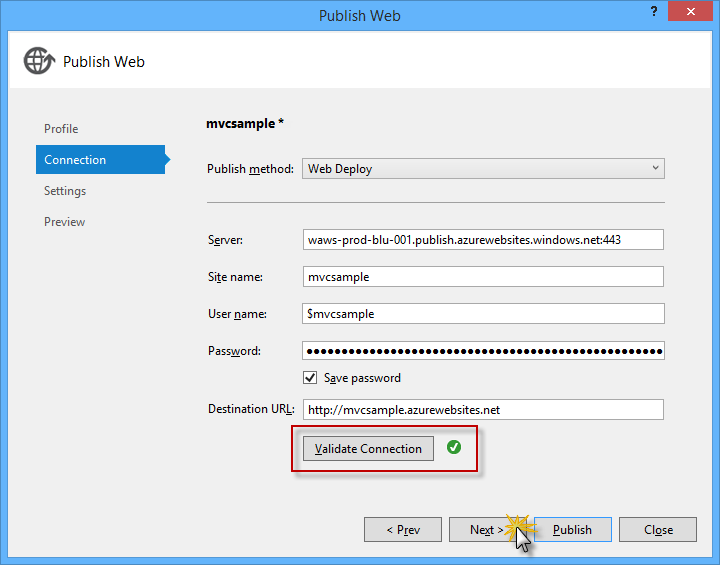 Publish Web
?
Publish Web
Profile
Connection
Settings
Preview
mvcsample *
Publish method: Web Deploy
Server: waws-prod-blu-001.publish.azurewebsites.windows.net:443
Site name: mvcsample
User name: $mvcsample
Password: ●●●●●●●●●●●●●●●●●●●●●●●●●●●●●●●●●●●●●●●●●●●●●●●●●●●
Save password
Destination URL: http://mvcsample.azurewebsites.net
Validate Connection
< Prev Next > Publish Close